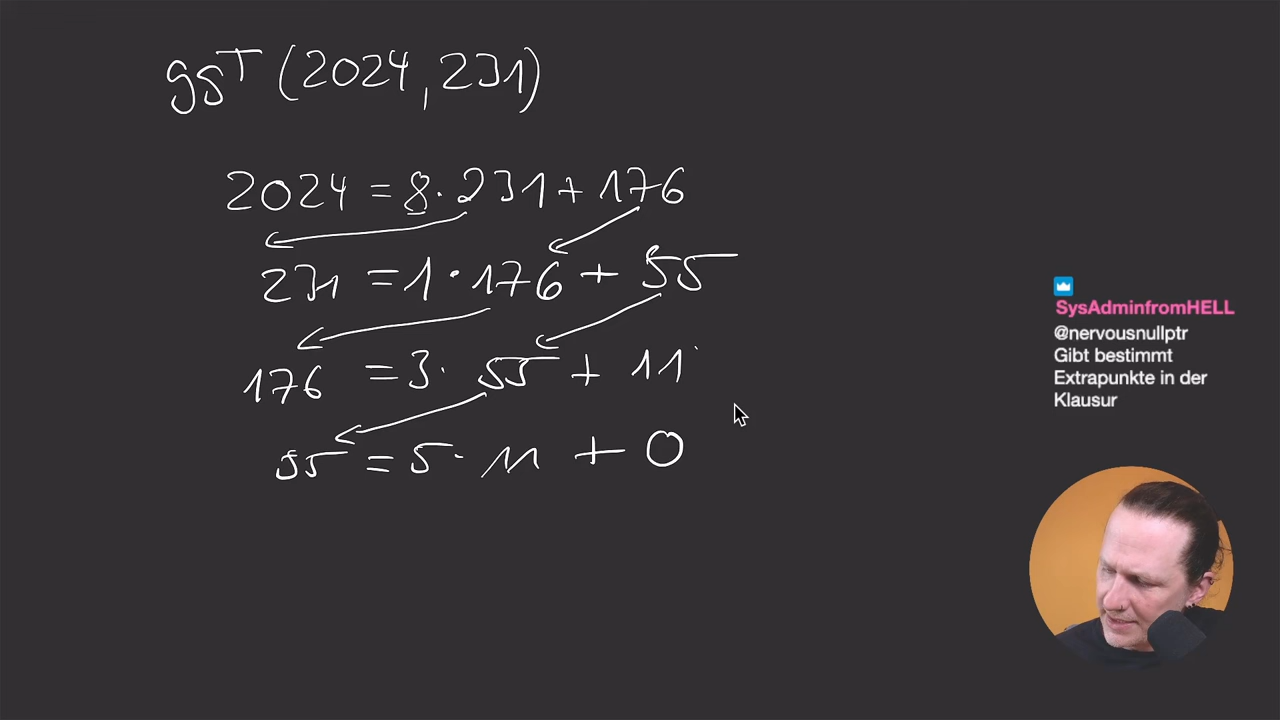 ggT (2024, 231)
2024 = 8 · 231 + 176
231 = 1 · 176 + 55
176 = 3 · 55 + 11
55 = 5 · 11 + 0
SysAdminfromHELL
@nervousnullptr
Gibt bestimmt
Extrapunkte in der
Klausur